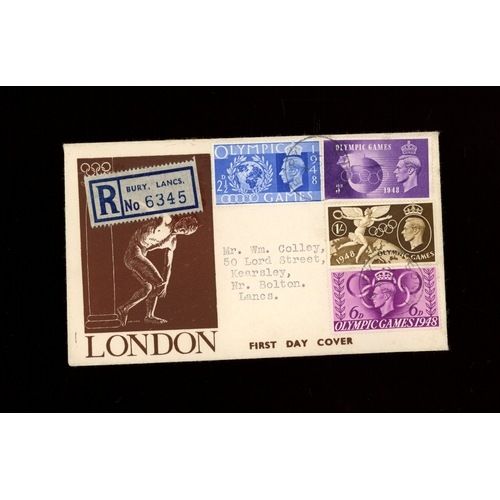 R
BURY, LANCS.
No 6345
OLYMPIC
1948
2½D
GAMES
OLYMPIC GAMES
3D
1948
1/-
1948
OLYMPIC GAMES
6D
6D
OLYMPIC GAMES 1948
Mr. Wm. Colley,
50 Lord Street,
Kearsley,
Nr. Bolton.
Lancs.
LONDON
FIRST DAY COVER